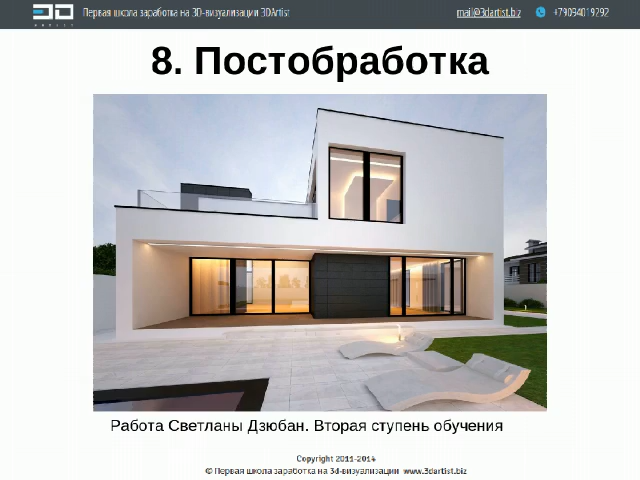 3D ARTIST Первая школа заработка на 3D-визуализации 3DArtist mail@3dartist.biz +79094019292
8. Постобработка
Работа Светланы Дзюбан. Вторая ступень обучения
Copyright 2011-2014
© Первая школа заработка на 3d-визуализации www.3dartist.biz